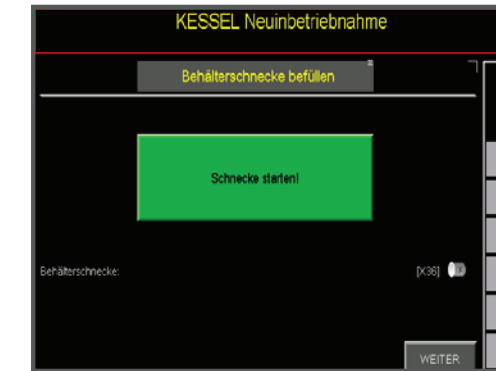 KESSEL Neuinbetriebnahme
Behälterschnecke befüllen
Schnecke starten!
Behälterschnecke: [X36]
WEITER